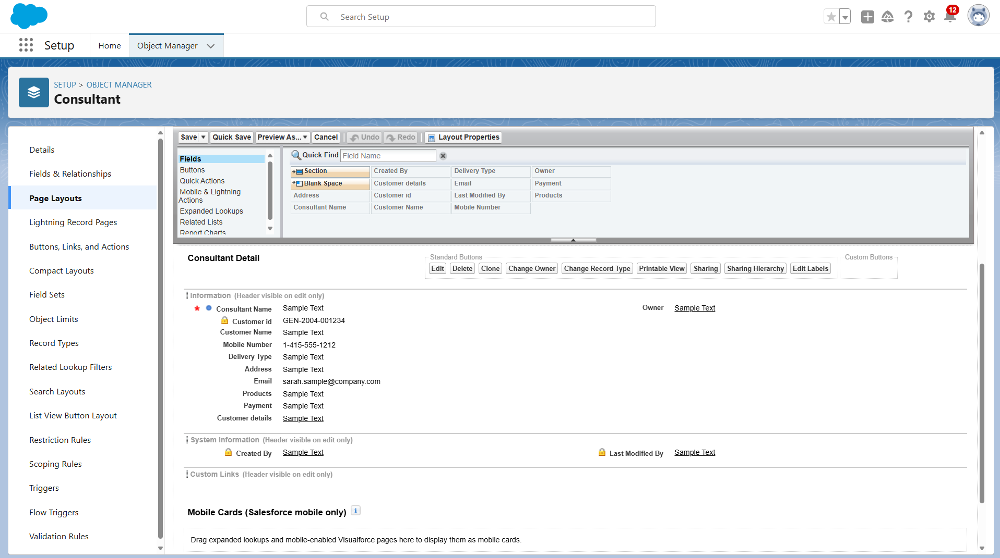 Search Setup
12
Setup
Home
Object Manager
SETUP > OBJECT MANAGER
Consultant
Details
Fields & Relationships
Page Layouts
Lightning Record Pages
Buttons, Links, and Actions
Compact Layouts
Field Sets
Object Limits
Record Types
Related Lookup Filters
Search Layouts
List View Button Layout
Restriction Rules
Scoping Rules
Triggers
Flow Triggers
Validation Rules
Save Quick Save Preview As... Cancel Undo Redo Layout Properties
Fields
Buttons
Quick Actions
Mobile & Lightning
Actions
Expanded Lookups
Related Lists
Report Charts
Quick Find Field Name
Section Created By Delivery Type Owner
Blank Space Customer details Email Payment
Address Customer id Last Modified By Products
Consultant Name Customer Name Mobile Number
Consultant Detail
Standard Buttons
Edit Delete Clone Change Owner Change Record Type Printable View Sharing Sharing Hierarchy Edit Labels
Custom Buttons
Information (Header visible on edit only)
* Consultant Name Sample Text
Owner Sample Text
Customer id GEN-2004-001234
Customer Name Sample Text
Mobile Number 1-415-555-1212
Delivery Type Sample Text
Address Sample Text
Email sarah.sample@company.com
Products Sample Text
Payment Sample Text
Customer details Sample Text
System Information (Header visible on edit only)
Created By Sample Text
Last Modified By Sample Text
Custom Links (Header visible on edit only)
Mobile Cards (Salesforce mobile only) i
Drag expanded lookups and mobile-enabled Visualforce pages here to display them as mobile cards.